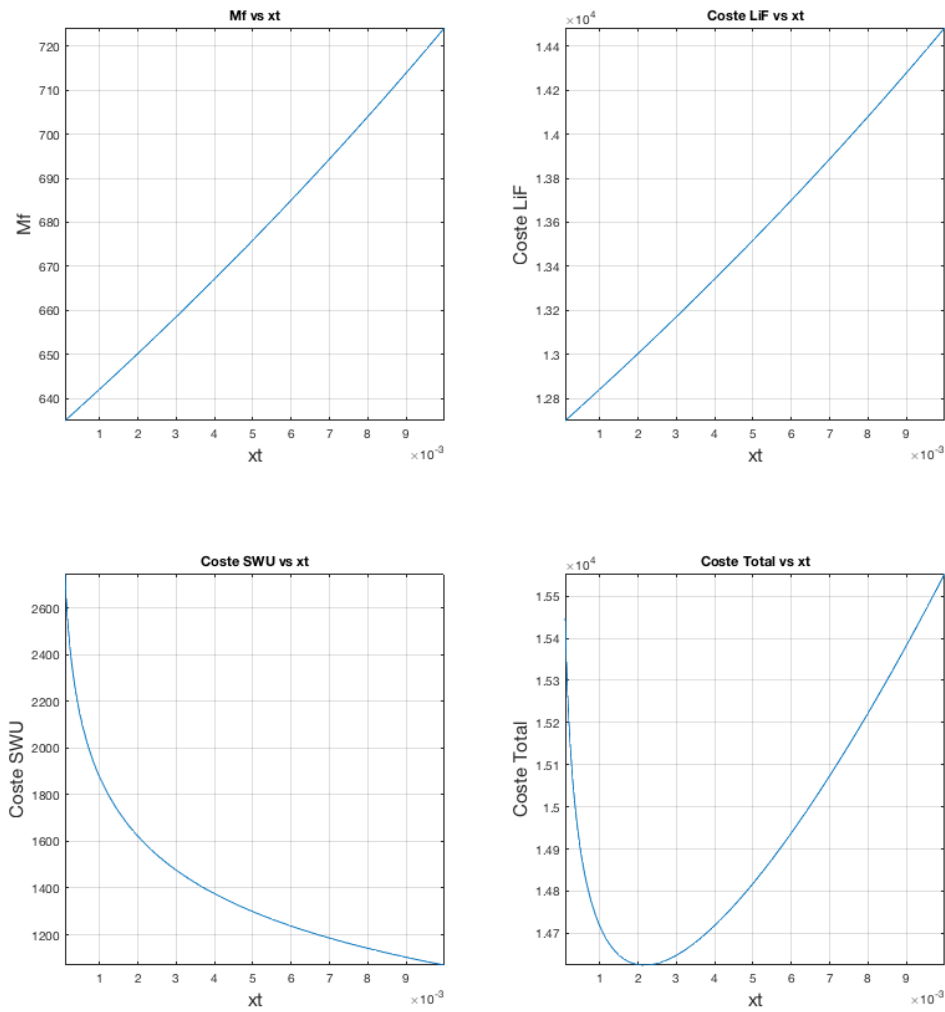 Mf vs xt
720
710
700
690
680
670
660
650
640
Mf
1 2 3 4 5 6 7 8 9
×10-3
xt
Coste LiF vs xt
×104
1.44
1.42
1.4
1.38
1.36
1.34
1.32
1.3
1.28
Coste LiF
1 2 3 4 5 6 7 8 9
×10-3
xt
Coste SWU vs xt
2600
2400
2200
2000
1800
1600
1400
1200
Coste SWU
1 2 3 4 5 6 7 8 9
×10-3
xt
Coste Total vs xt
×104
1.55
1.54
1.53
1.52
1.51
1.5
1.49
1.48
1.47
Coste Total
1 2 3 4 5 6 7 8 9
×10-3
xt